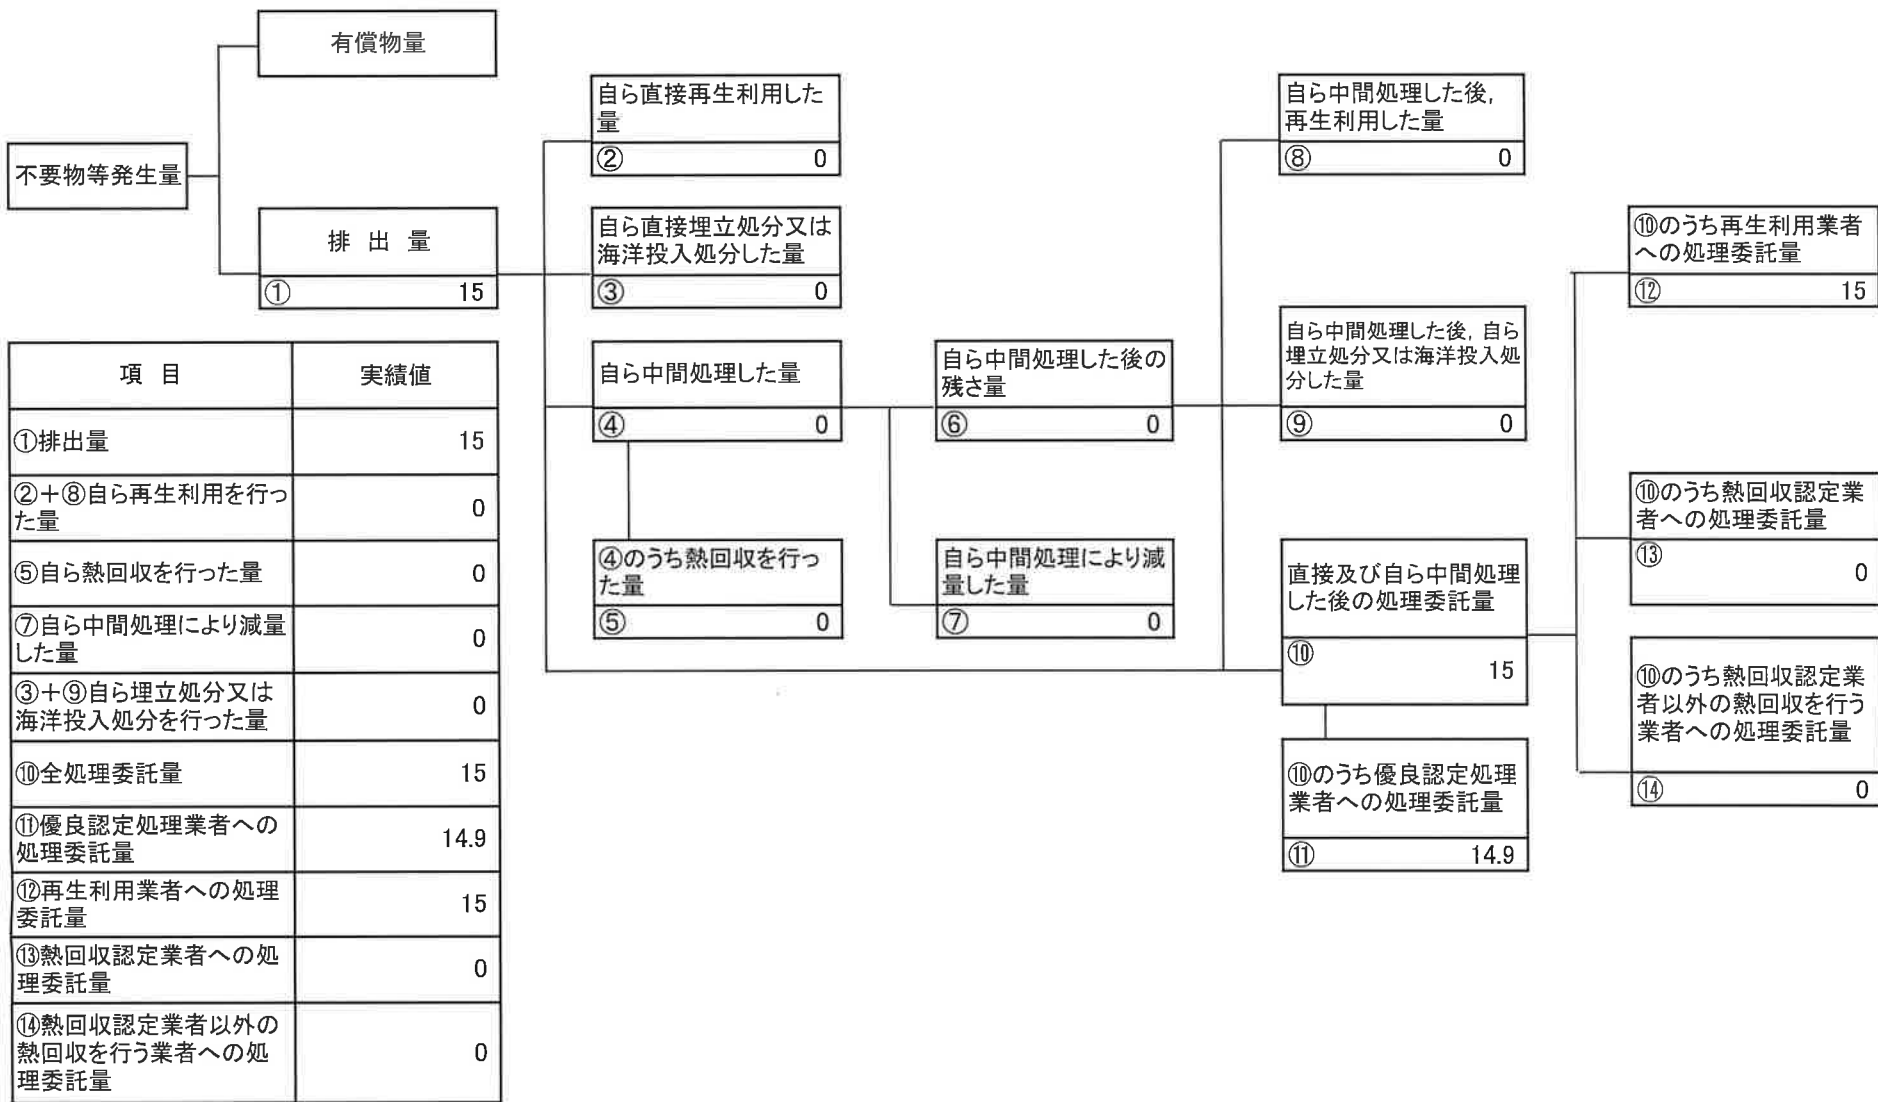 有償物量
不要物等発生量
排 出 量
① 15
自ら直接再生利用した
量
② 0
自ら直接埋立処分又は
海洋投入処分した量
③ 0
自ら中間処理した量
④ 0
④のうち熱回収を行っ
た量
⑤ 0
自ら中間処理した後の
残さ量
⑥ 0
自ら中間処理により減
量した量
⑦ 0
自ら中間処理した後,
再生利用した量
⑧ 0
自ら中間処理した後, 自ら
埋立処分又は海洋投入処
分した量
⑨ 0
直接及び自ら中間処理
した後の処理委託量
⑩ 15
⑩のうち優良認定処理
業者への処理委託量
⑪ 14.9
⑩のうち再生利用業者
への処理委託量
⑫ 15
⑩のうち熱回収認定業
者への処理委託量
⑬ 0
⑩のうち熱回収認定業
者以外の熱回収を行う
業者への処理委託量
⑭ 0
項 目 実績値
①排出量 15
②+⑧自ら再生利用を行っ
た量 0
⑤自ら熱回収を行った量 0
⑦自ら中間処理により減量
した量 0
③+⑨自ら埋立処分又は
海洋投入処分を行った量 0
⑩全処理委託量 15
⑪優良認定処理業者への
処理委託量 14.9
⑫再生利用業者への処理
委託量 15
⑬熱回収認定業者への処
理委託量 0
⑭熱回収認定業者以外の
熱回収を行う業者への処
理委託量 0